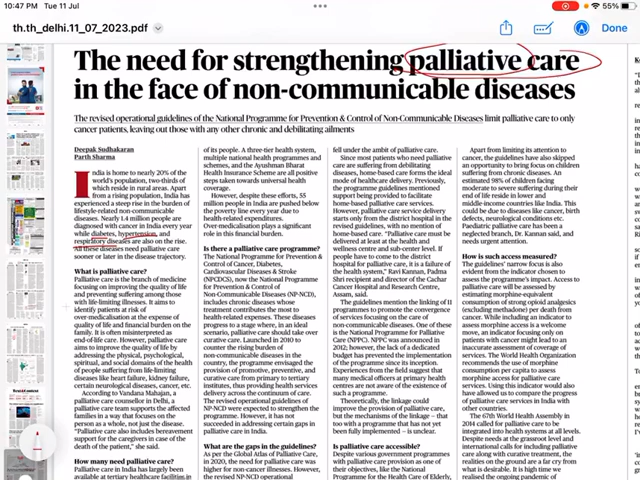 10:47 PM Tue 11 Jul
55%
th.th_delhi.11_07_2023.pdf
Done
The need for strengthening palliative care
in the face of non-communicable diseases
The revised operational guidelines of the National Programme for Prevention & Control of Non-Communicable Diseases limit palliative care to only
cancer patients, leaving out those with any other chronic and debilitating ailments
Deepak Sudhakaran
Parth Sharma
India is home to nearly 20% of the
world's population, two-thirds of
which reside in rural areas. Apart
from a rising population, India has
experienced a steep rise in the burden of
lifestyle-related non-communicable
diseases. Nearly 1.4 million people are
diagnosed with cancer in India every year
while diabetes, hypertension, and
respiratory diseases are also on the rise.
All these diseases need palliative care
sooner or later in the disease trajectory.
What is palliative care?
Palliative care is the branch of medicine
focusing on improving the quality of life
and preventing suffering among those
with life-limiting illnesses. It aims to
identify patients at risk of
over-medicalisation at the expense of
quality of life and financial burden on the
family. It is often misinterpreted as
end-of-life care. However, palliative care
aims to improve the quality of life by
addressing the physical, psychological,
spiritual, and social domains of the health
of people suffering from life-limiting
diseases like heart failure, kidney failure,
certain neurological diseases, cancer, etc.
According to Vandana Mahajan, a
palliative care counsellor in Delhi, a
palliative care team supports the affected
families in a way that focuses on the
person as a whole, not just the disease.
"Palliative care also includes
bereavement support for the caregivers in
case of the death of the patient," she said.
How many need palliative care?
Palliative care in India has largely been
available at tertiary healthcare facilities in
of its people. A three-tier health system,
multiple national health programmes and
schemes, and the Ayushman Bharat
Health Insurance Scheme are all positive
steps taken towards universal health
coverage.
However, despite these efforts, 55
million people in India are pushed below
the poverty line every year due to
health-related expenditures.
Over-medicalisation plays a significant
role in this financial burden.
Is there a palliative care programme?
The National Programme for Prevention
& Control of Cancer, Diabetes,
Cardiovascular Diseases & Stroke
(NPCDCS), now the National Programme
for Prevention & Control of
Non-Communicable Diseases (NP-NCD),
includes chronic diseases whose
treatment contributes the most to
health-related expenses. These diseases
progress to a stage where, in an ideal
scenario, palliative care should take over
curative care. Launched in 2010 to
counter the rising burden of
non-communicable diseases in the
country, the programme envisaged the
provision of promotive, preventive, and
curative care from primary to tertiary
institutes, thus providing health services
delivery across the continuum of care.
The revised operational guidelines of
NP-NCD were expected to strengthen the
programme. However, it has not
succeeded in addressing certain gaps in
palliative care in India.
What are the gaps in the guidelines?
As per the Global Atlas of Palliative Care,
in 2020, the need for palliative care was
higher for non-cancer illnesses. However,
the revised NP-NCD operational
fell under the ambit of palliative care.
Since most patients who need palliative
care are suffering from debilitating
diseases, home-based care forms the ideal
mode of healthcare delivery. Previously,
the programme guidelines mentioned
support being provided to facilitate
home-based palliative care services.
However, palliative care service delivery
starts only from the district hospital in the
revised guidelines, with no mention of
home-based care. "Palliative care must be
delivered at least at the health and
wellness centre and sub-center level. If
people have to come to the district
hospital for palliative care, it is a failure of
the health system," Ravi Kannan, Padma
Shri recipient and director of the Cachar
Cancer Hospital and Research Centre,
Assam, said.
The guidelines mention the linking of 11
programmes to promote the convergence
of services focusing on the care of
non-communicable diseases. One of these
is the National Programme for Palliative
Care (NPPC). NPPC was announced in
2012; however, the lack of a dedicated
budget has prevented the implementation
of the programme since its inception.
Experiences from the field suggest that
many medical officers at primary health
centres are not aware of the existence of
such a programme.
Theoretically, the linkage could
improve the provision of palliative care,
but the mechanisms of the linkage – that
too with a programme that has not yet
been fully implemented – is unclear.
Is palliative care accessible?
Despite various government programmes
with palliative care provision as one of
their objectives, like the National
Programme for the Health Care of Elderly,
Apart from limiting its attention to
cancer, the guidelines have also skipped
an opportunity to bring focus on children
suffering from chronic diseases. An
estimated 98% of children facing
moderate to severe suffering during their
end of life reside in lower and
middle-income countries like India. This
could be due to diseases like cancer, birth
defects, neurological conditions etc.
Paediatric palliative care has been a
neglected branch, Dr. Kannan said, and
needs urgent attention.
How is such access measured?
The guidelines' narrow focus is also
evident from the indicator chosen to
assess the programme's impact. Access to
palliative care will be assessed by
estimating morphine-equivalent
consumption of strong opioid analgesics
(excluding methadone) per death from
cancer. While including an indicator to
assess morphine access is a welcome
move, an indicator focusing only on
patients with cancer might lead to an
inaccurate assessment of coverage of
services. The World Health Organization
recommends the use of morphine
consumption per capita to assess
morphine access for palliative care
services. Using this indicator would also
have allowed us to compare the progress
of palliative care services in India with
other countries.
The 67th World Health Assembly in
2014 called for palliative care to be
integrated into health systems at all levels.
Despite needs at the grassroot level and
international calls for including palliative
care along with curative treatment, the
realities on the ground are a far cry from
what is desirable. It is high time we
realised the ongoing pandemic of